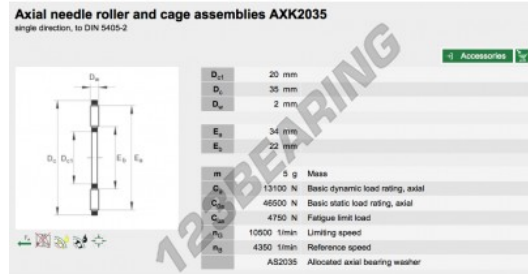 Axial needle roller and cage assemblies AXK2035
single direction, to DIN 5405-2
Accessories
Dw
Dc Dc1 Eb Ea
Dc1 20 mm
Dc 35 mm
Dw 2 mm
Ea 34 mm
Eb 22 mm
m 5 g Mass
Ca 13100 N Basic dynamic load rating, axial
C0a 46500 N Basic static load rating, axial
Cua 4750 N Fatigue limit load
nG 10500 1/min Limiting speed
nB 4350 1/min Reference speed
AS2035 Allocated axial bearing washer
123BEARING